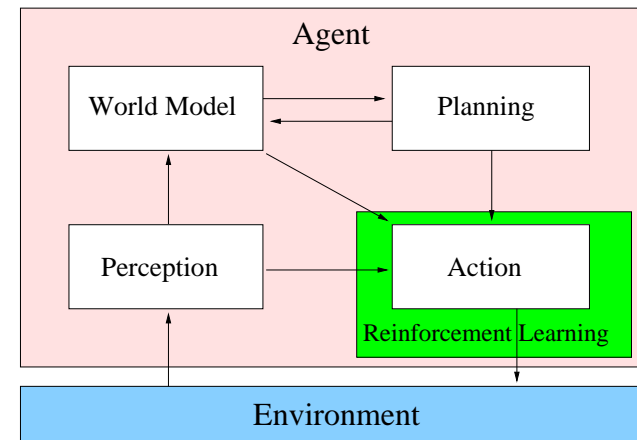 Agent
World Model
Planning
Perception
Action
Reinforcement Learning
Environment